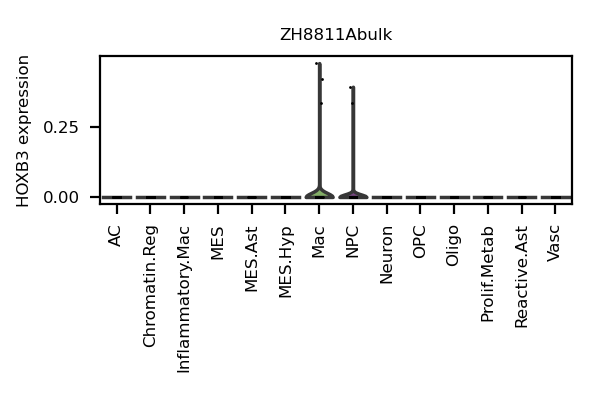 ZH8811Abulk
HOXB3 expression
0.25
0.00
AC
Chromatin.Reg
Inflammatory.Mac
MES
MES.Ast
MES.Hyp
Mac
NPC
Neuron
OPC
Oligo
Prolif.Metab
Reactive.Ast
Vasc